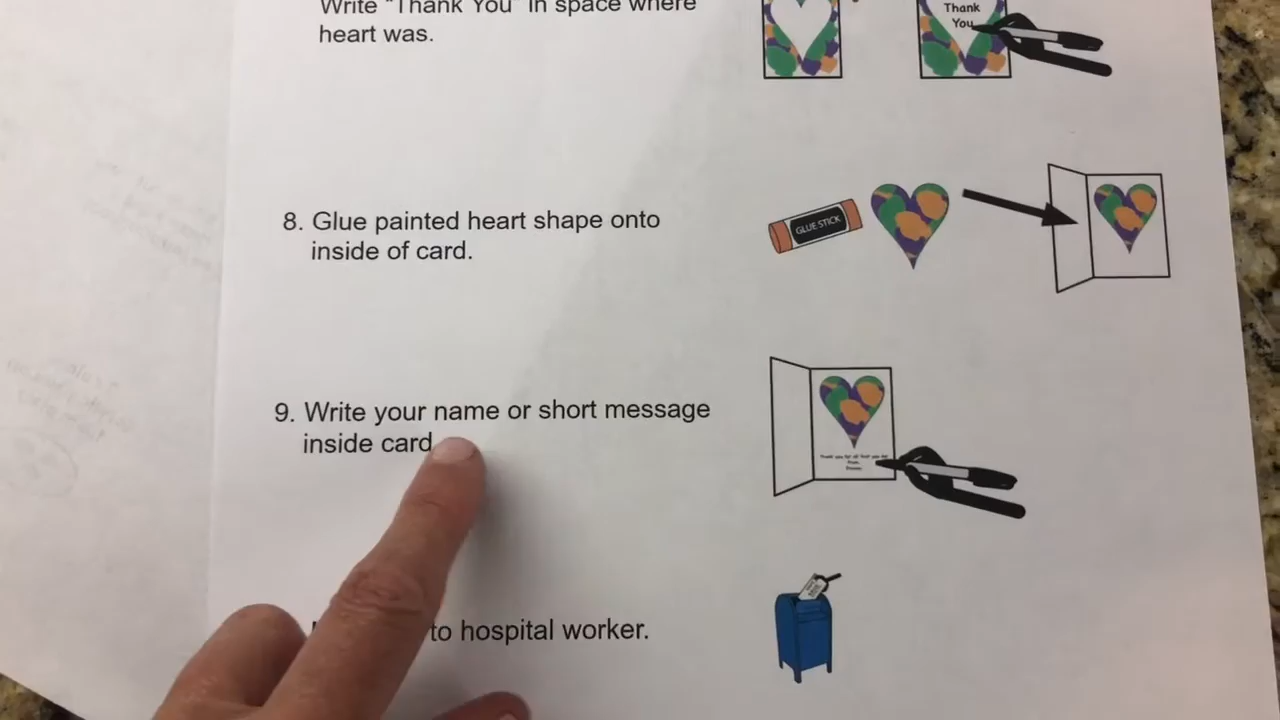 Write "Thank You" in space where
heart was.
Thank
You
8. Glue painted heart shape onto
inside of card.
GLUE STICK
9. Write your name or short message
inside card
to hospital worker.